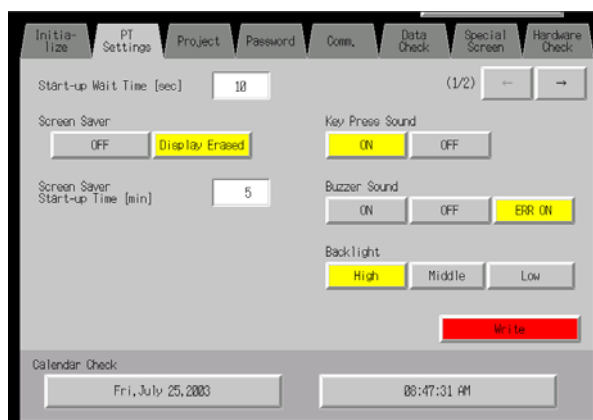 Initia-
lize
PT
Settings
Project
Password
Comm.
Data
Check
Special
Screen
Hardware
Check
Start-up Wait Time [sec]
10
(1/2)
←
→
Screen Saver
OFF
Display Erased
Key Press Sound
ON
OFF
Screen Saver
Start-up Time [min]
5
Buzzer Sound
ON
OFF
ERR ON
Backlight
High
Middle
Low
Write
Calendar Check
Fri,July 25,2003
08:47:31 AM